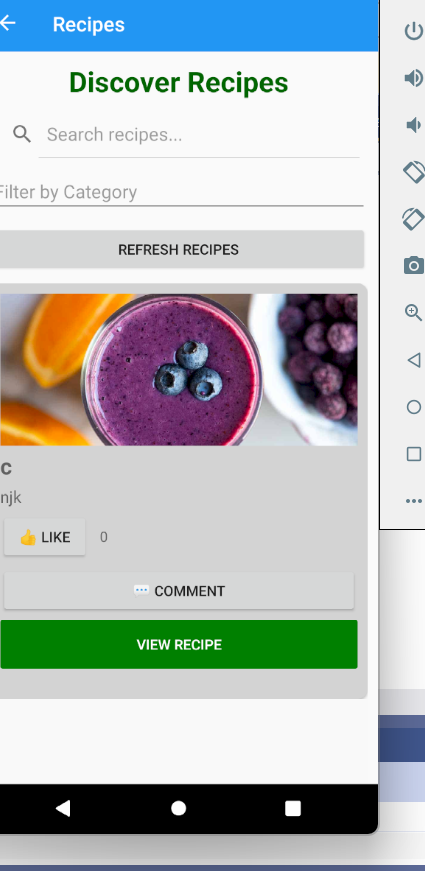 Recipes
Discover Recipes
Search recipes...
Filter by Category
REFRESH RECIPES
c
njk
👍 LIKE 0
💬 COMMENT
VIEW RECIPE